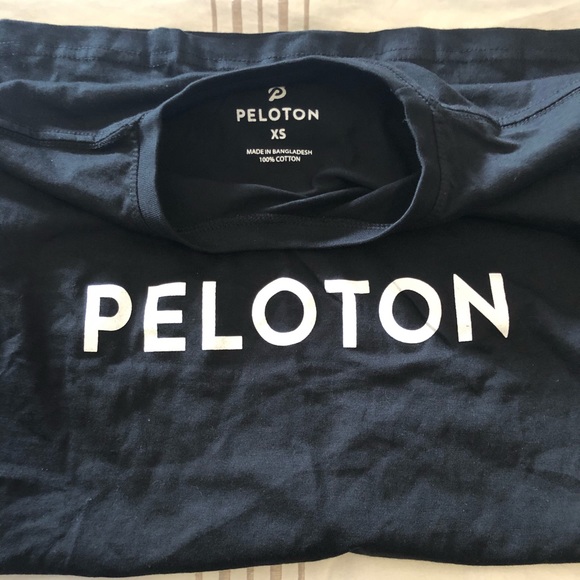 PELOTON
XS
MADE IN BANGLADESH
100% COTTON
PELOTON